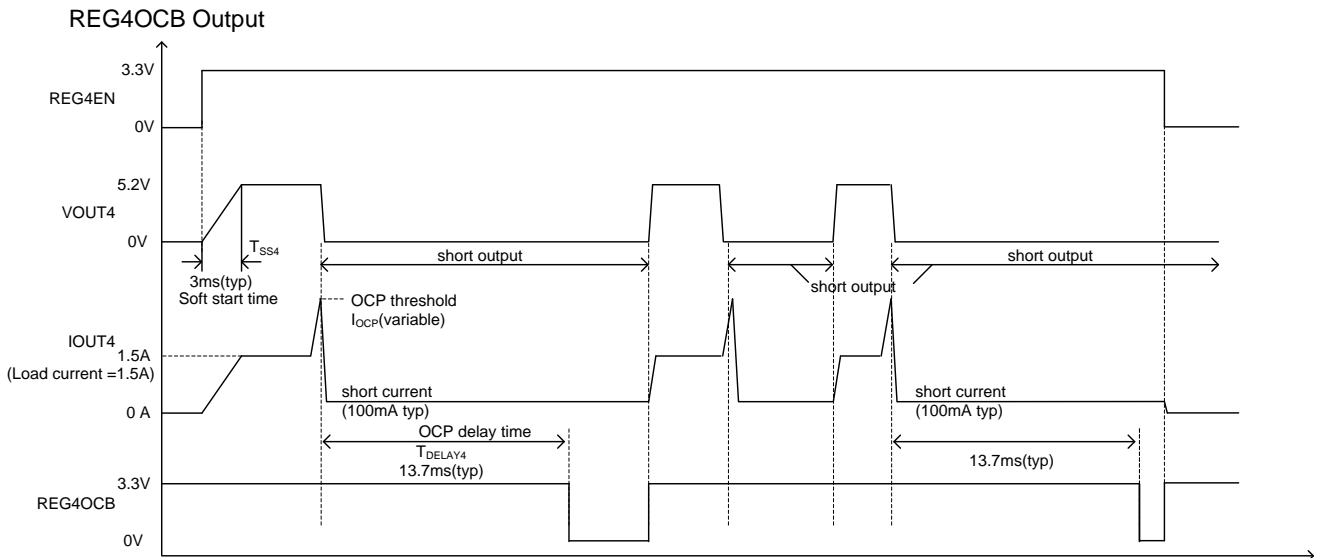 REG4OCB Output
3.3V
REG4EN
0V
5.2V
VOUT4
0V
TSS4
short output
short output
short output
3ms(typ)
Soft start time
OCP threshold
IOCP(variable)
IOUT4
1.5A
(Load current =1.5A)
short current
(100mA typ)
short current
(100mA typ)
0 A
OCP delay time
TDELAY4
13.7ms(typ)
13.7ms(typ)
3.3V
REG4OCB
0V